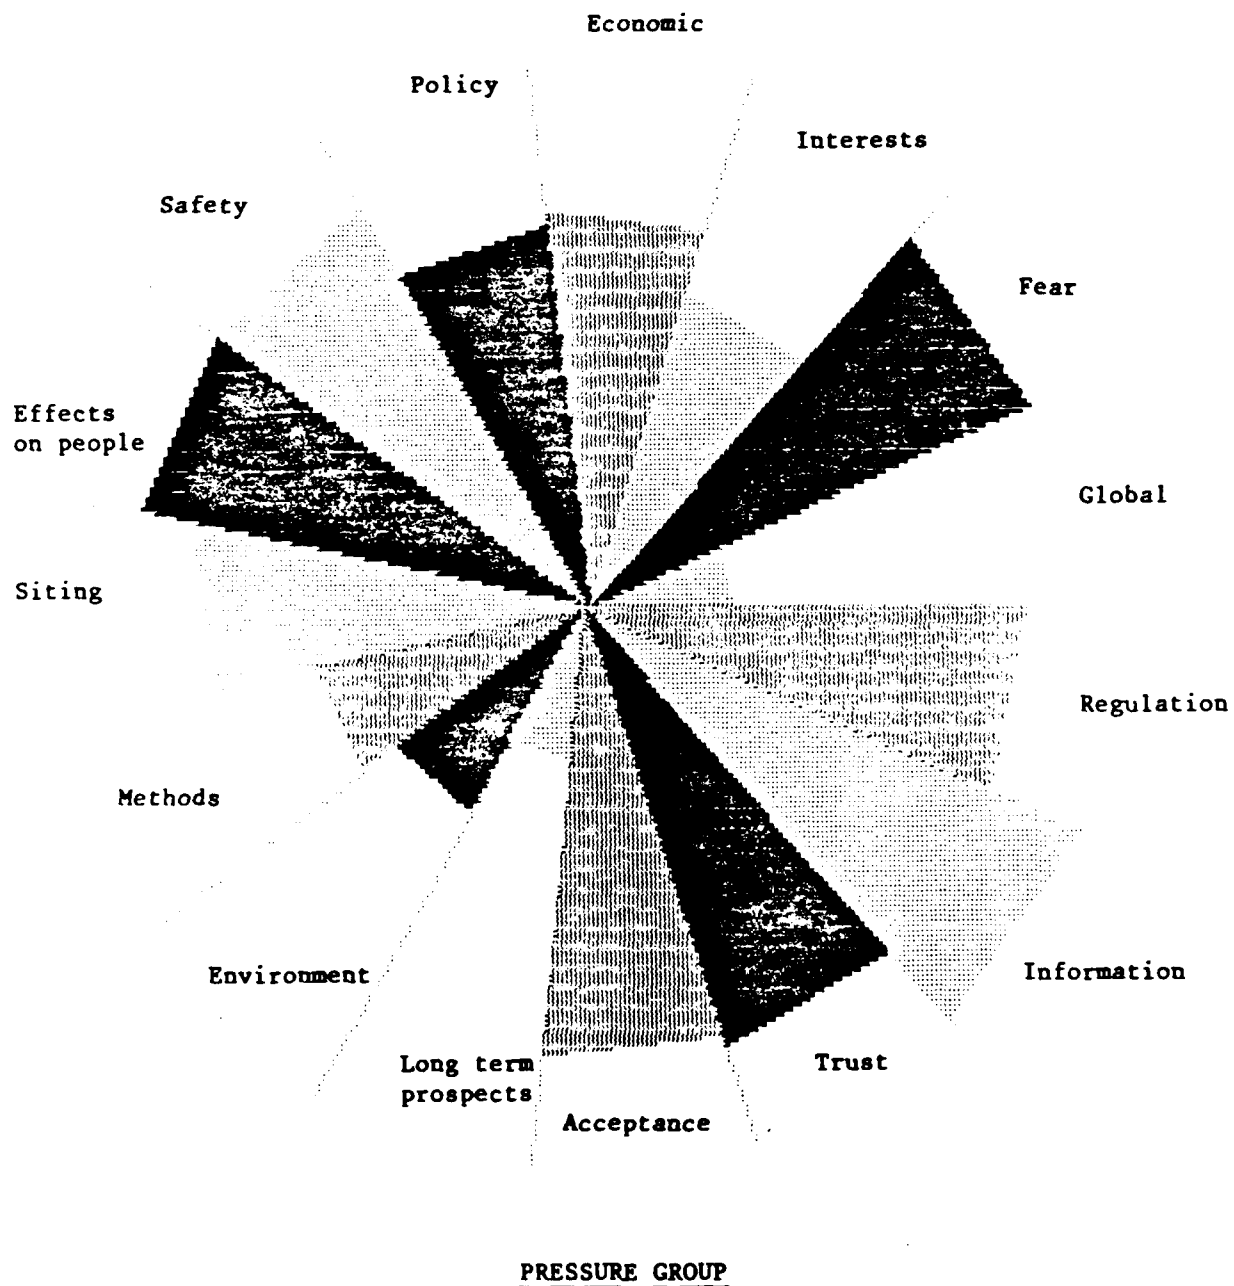 Economic
Policy
Interests
Safety
Fear
Effects
on people
Global
Siting
Regulation
Methods
Information
Environment
Long term
prospects
Trust
Acceptance
PRESSURE GROUP